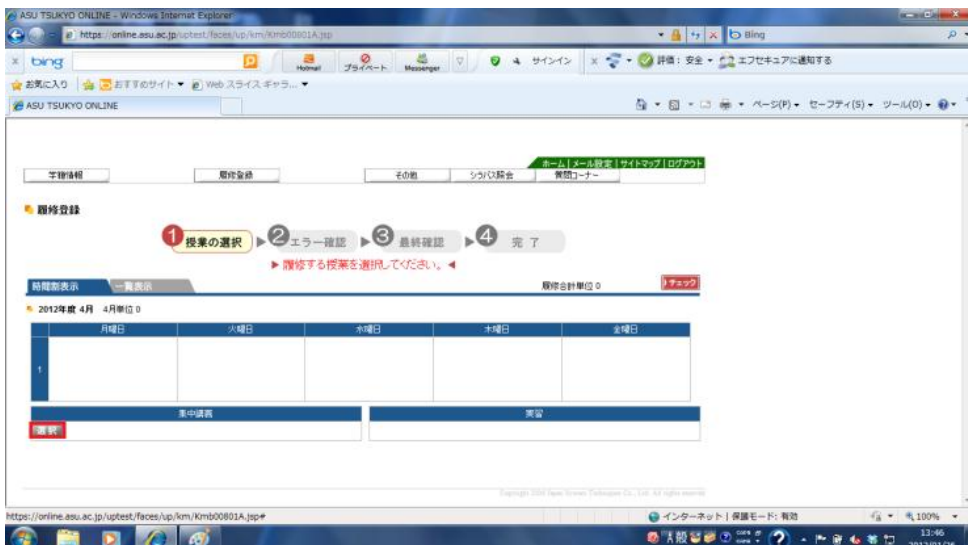 ASU TSUKYO ONLINE - Windows Internet Explorer
https://online.asu.ac.jp/uptest/faces/up/km/Kmb00801A.jsp
Bing
bing
Hotmail
プライベート
Messenger
サインイン
評価：安全
エフセキュアに通知する
お気に入り
おすすめサイト
Web スライス ギャラ...
ASU TSUKYO ONLINE
ページ(P)
セーフティ(S)
ツール(O)
ホーム | メール設定 | サイトマップ | ログアウト
学籍情報
履修登録
その他
シラバス照会
質問コーナー
履修登録
1 授業の選択
2 エラー確認
3 最終確認
4 完了
▶ 履修する授業を選択してください。 ◀
時間割表示
一覧表示
履修合計単位 0
チェック
2012年度 4月 4月単位 0
月曜日 火曜日 水曜日 木曜日 金曜日
1
集中講義
実習
選択
https://online.asu.ac.jp/uptest/faces/up/km/Kmb00801A.jsp#
インターネット | 保護モード: 有効
100%
A 般
13:46